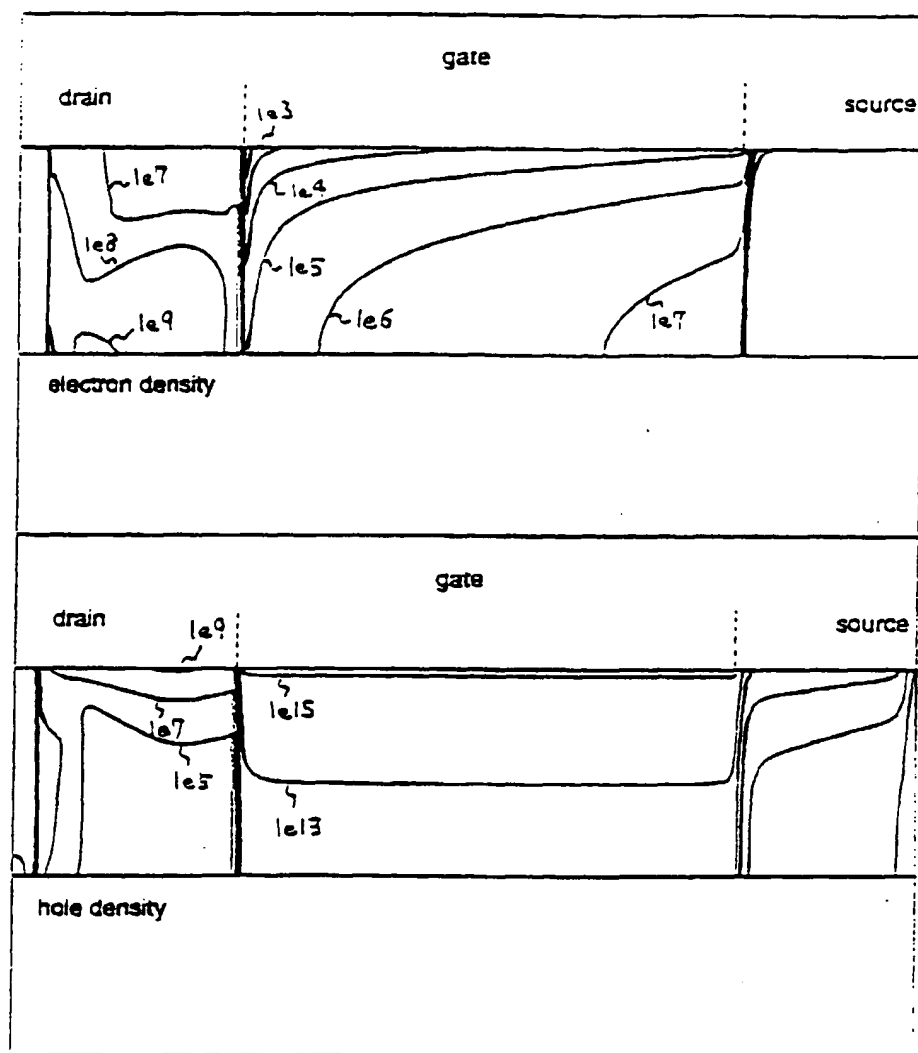 gate
drain
1e3
source
1e7
1e4
1e8
1e5
1e9
1e6
1e7
electron density
gate
drain
1e9
source
1e15
1e7
1e5
1e13
hole density